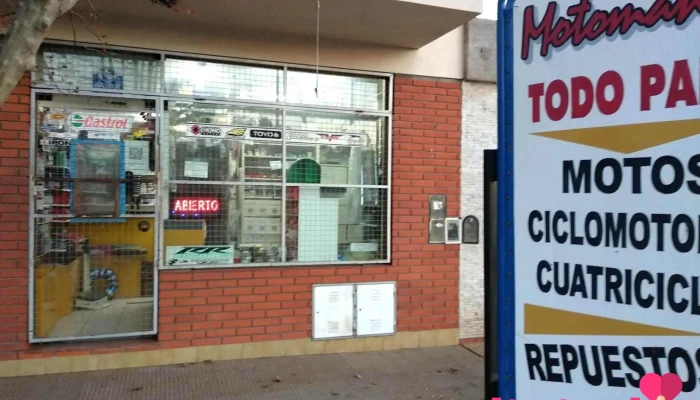 Motoman
TODO PA
MOTOS
CICLOMOTO
CUATRICICL
REPUESTOS
Castrol
TOYO
ABIERTO